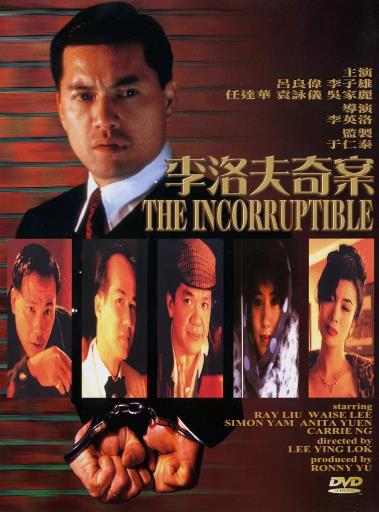 主演
呂良偉 李子雄
任達華 袁詠儀 吳家麗
導演
李英洛
監製
于仁泰
李洛夫奇案
THE INCORRUPTIBLE
starring
RAY LIU WAISE LEE
SIMON YAM ANITA YUEN
CARRIE NG
directed by
LEE YING LOK
produced by
RONNY YU
DVD